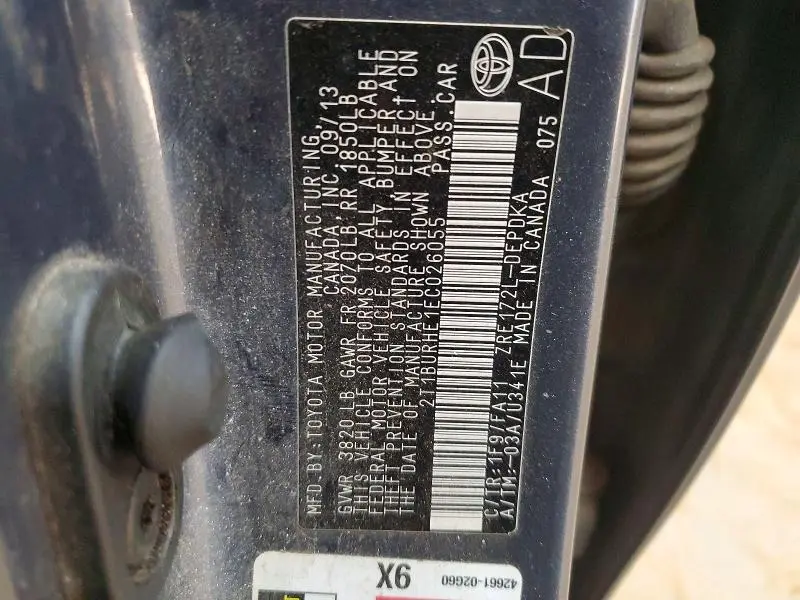 MFD.BY:TOYOTA MOTOR MANUFACTURING,
CANADA,INC. 09/13
GVWR 3820LB GAWR FR 2070LB,RR 1850LB
THIS VEHICLE CONFORMS TO ALL APPLICABLE
FEDERAL MOTOR VEHICLE SAFETY, BUMPER, AND
THEFT PREVENTION STANDARDS IN EFFECT ON
THE DATE OF MANUFACTURE SHOWN ABOVE.
2T1BURHE1EC026055 PASS.CAR
C/TR:1F9/FA11 ZRE172L-DEPDKA
A/TM:-03A/U341E MADE IN CANADA 075
AD
9X
42661-02G60